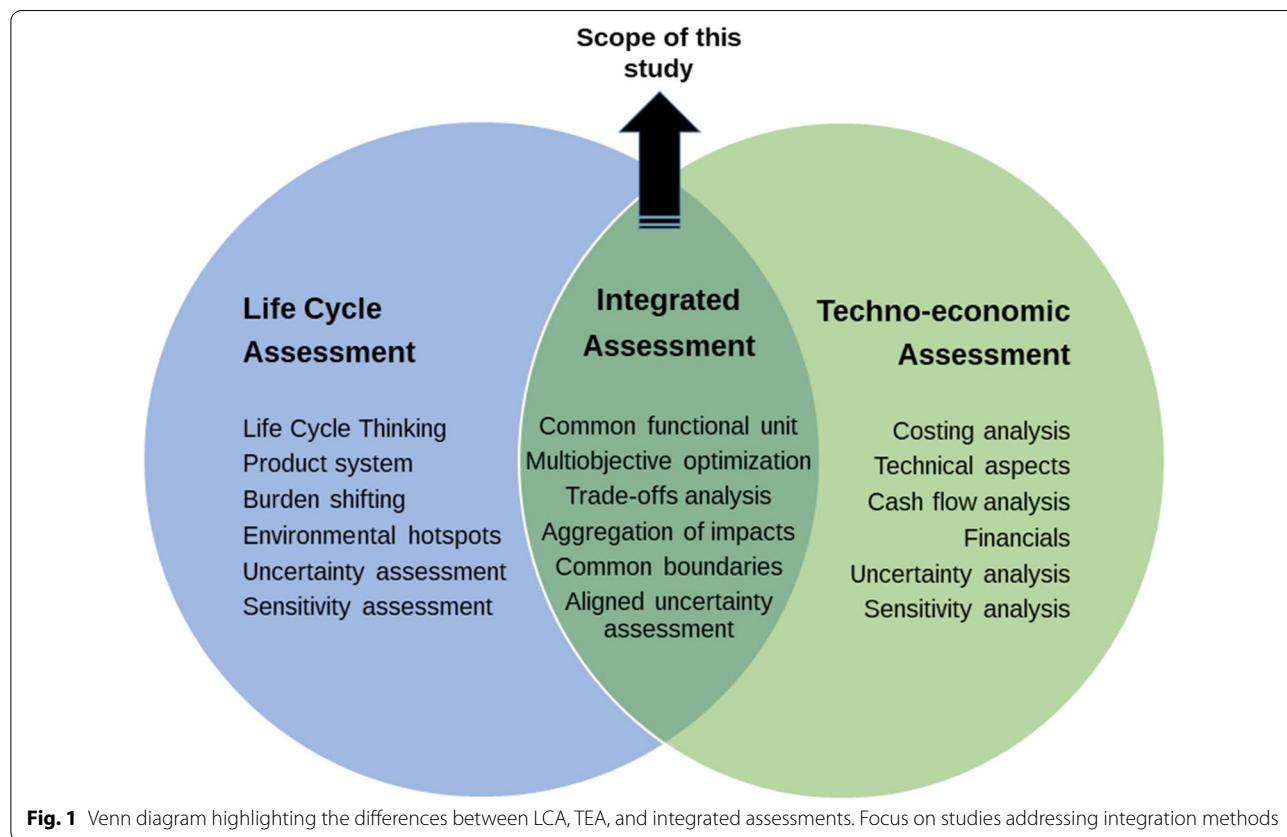 Scope of this
study
Life Cycle
Assessment
Life Cycle Thinking
Product system
Burden shifting
Environmental hotspots
Uncertainty assessment
Sensitivity assessment
Integrated
Assessment
Common functional unit
Multiobjective optimization
Trade-offs analysis
Aggregation of impacts
Common boundaries
Aligned uncertainty
assessment
Techno-economic
Assessment
Costing analysis
Technical aspects
Cash flow analysis
Financials
Uncertainty analysis
Sensitivity analysis
Fig. 1 Venn diagram highlighting the differences between LCA, TEA, and integrated assessments. Focus on studies addressing integration methods